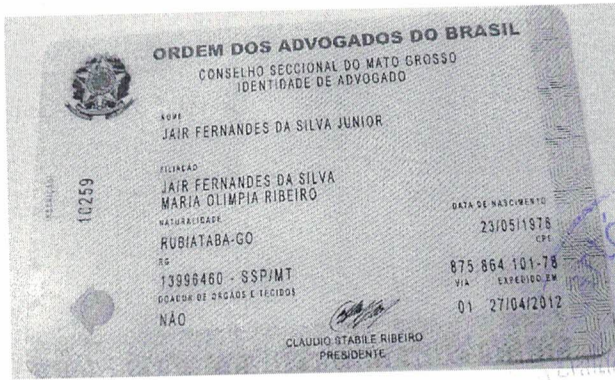 ORDEM DOS ADVOGADOS DO BRASIL
CONSELHO SECCIONAL DO MATO GROSSO
IDENTIDADE DE ADVOGADO
NOME
JAIR FERNANDES DA SILVA JUNIOR
FILIAÇÃO
JAIR FERNANDES DA SILVA
MARIA OLIMPIA RIBEIRO
INSCRIÇÃO
10259
NATURALIDADE
RUBIATABA-GO
DATA DE NASCIMENTO
23/05/1978
RG
13996460 - SSP/MT
CPF
875 864 101-78
DOADOR DE ÓRGÃOS E TECIDOS
NÃO
VIA EXPEDIDO EM
01 27/04/2012
CLAUDIO STABILE RIBEIRO
PRESIDENTE